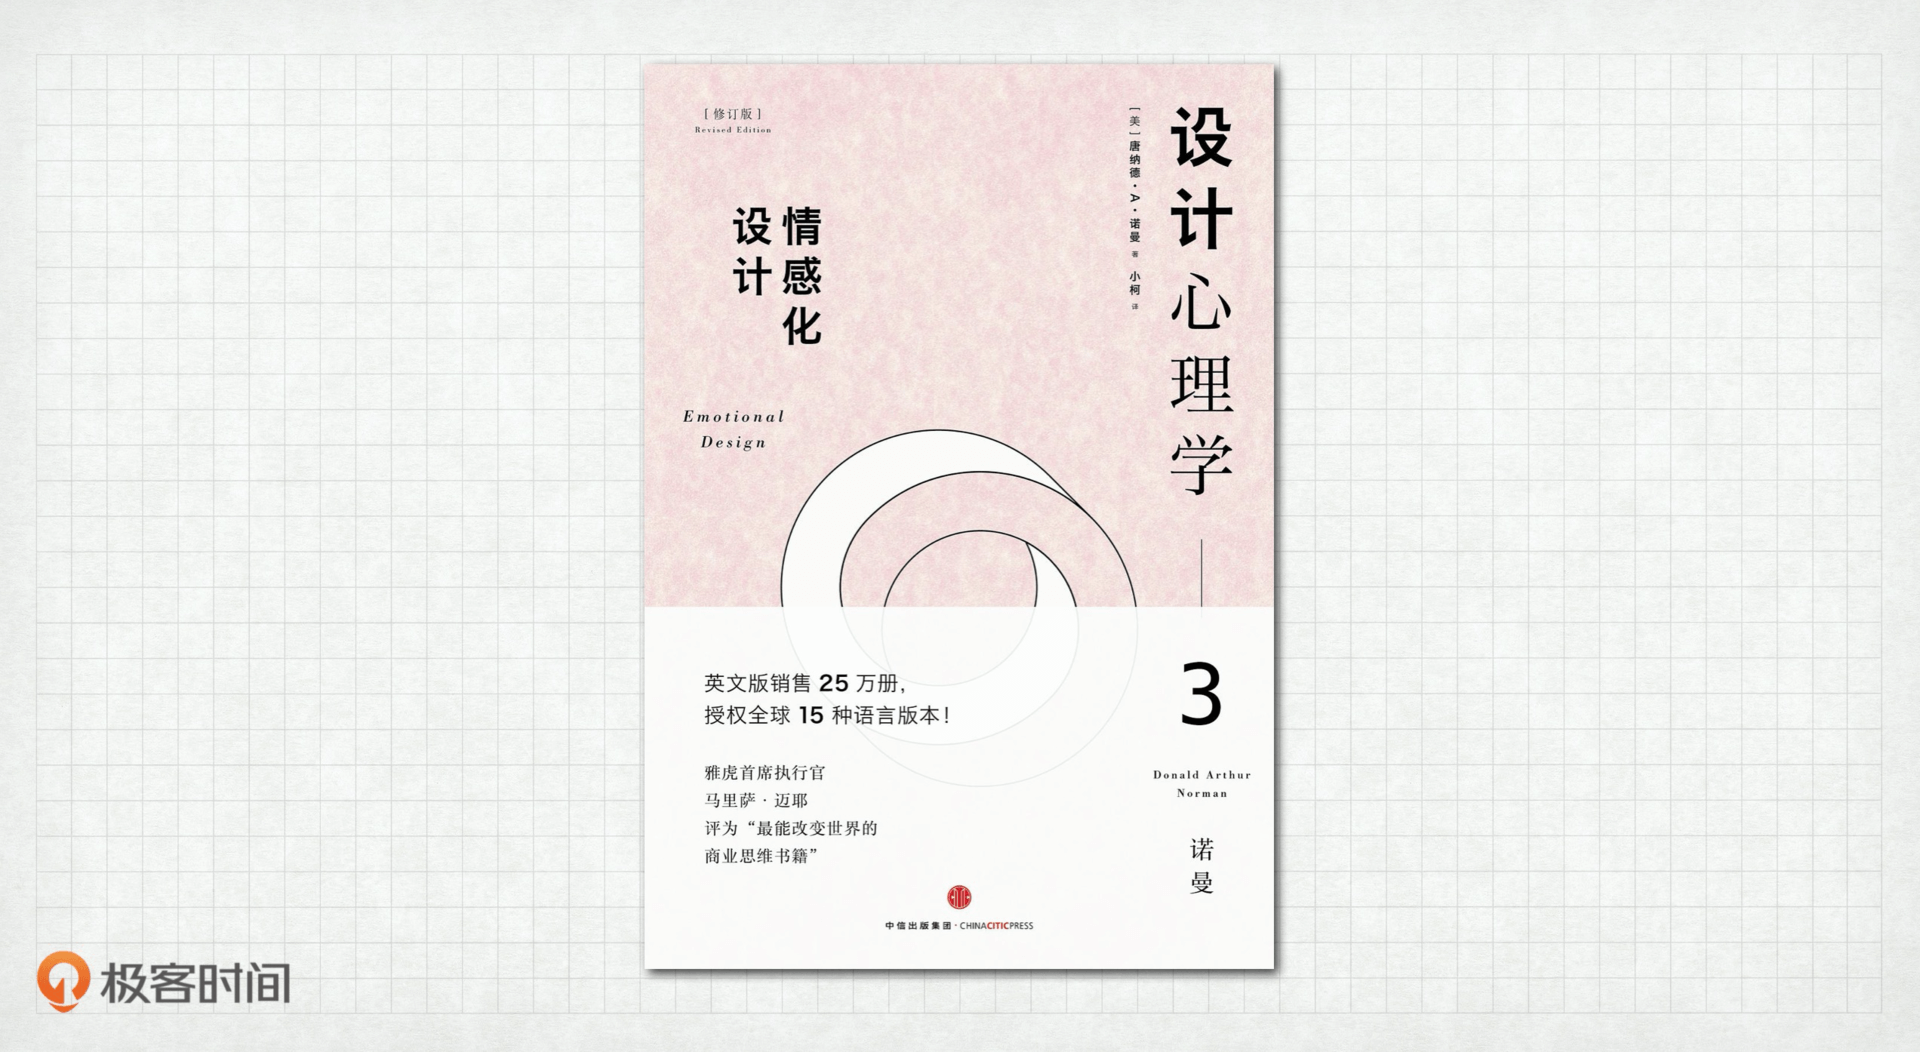 [修订版]
Revised Edition
情感化
设计
Emotional
Design
[美]唐纳德·A·诺曼 著 小柯 译
设计心理学
3
Donald Arthur
Norman
诺曼
英文版销售 25 万册,
授权全球 15 种语言版本!
雅虎首席执行官
马里萨·迈耶
评为“最能改变世界的
商业思维书籍”
中信出版集团·CHINACITICPRESS
极客时间